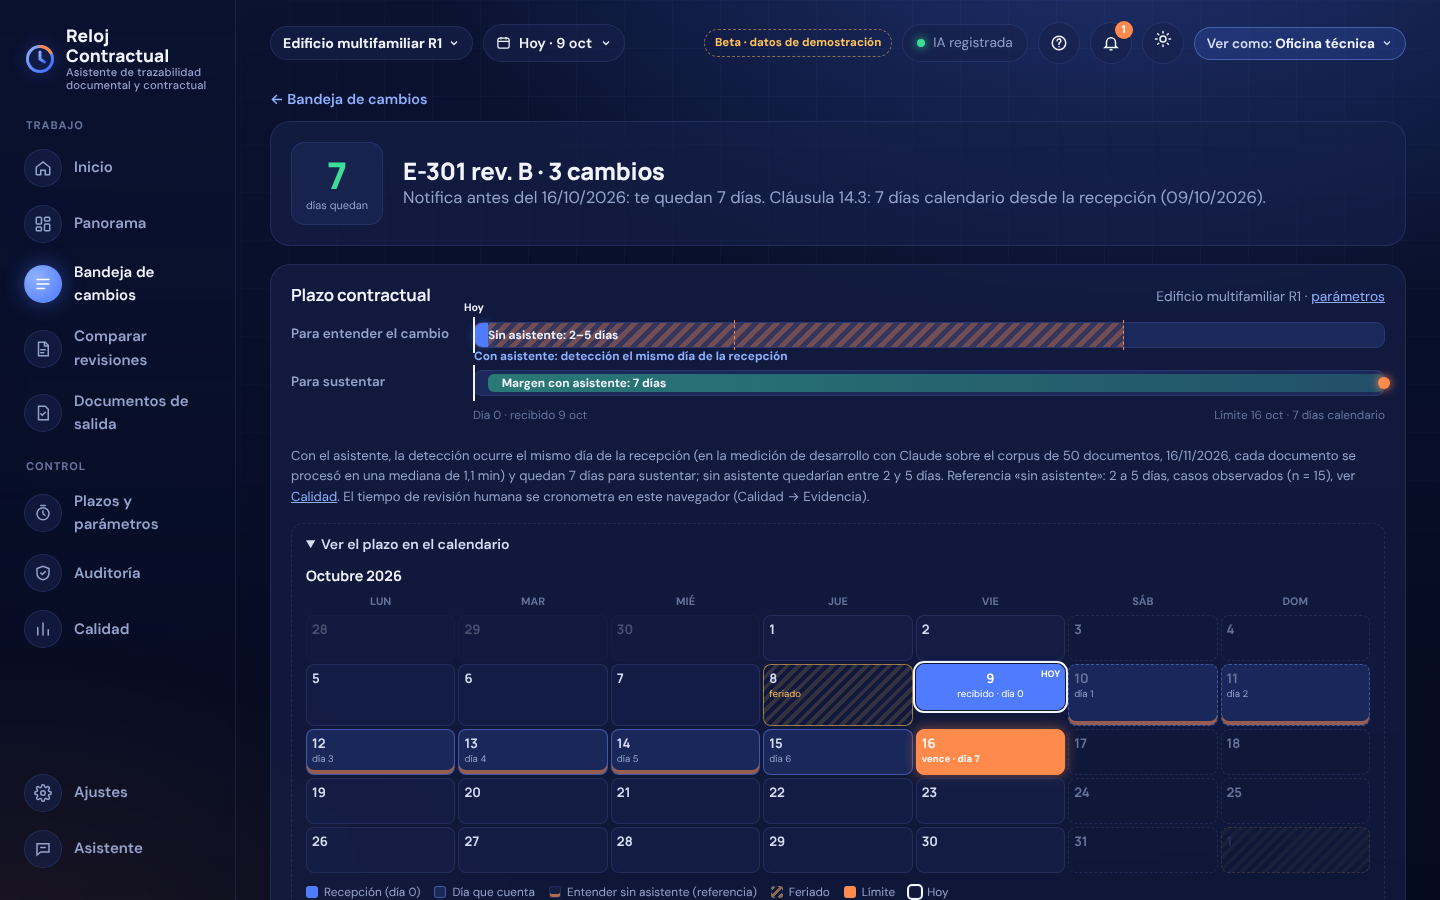 Reloj
Contractual
Asistente de trazabilidad
documental y contractual
TRABAJO
Inicio
Panorama
Bandeja de
cambios
Comparar
revisiones
Documentos de
salida
CONTROL
Plazos y
parámetros
Auditoría
Calidad
Ajustes
Asistente
Edificio multifamiliar R1
Hoy · 9 oct
Beta · datos de demostración
IA registrada
1
Ver como: Oficina técnica
← Bandeja de cambios
7
días quedan
E-301 rev. B · 3 cambios
Notifica antes del 16/10/2026: te quedan 7 días. Cláusula 14.3: 7 días calendario desde la recepción (09/10/2026).
Plazo contractual
Edificio multifamiliar R1 · parámetros
Hoy
Para entender el cambio
Sin asistente: 2–5 días
Con asistente: detección el mismo día de la recepción
Para sustentar
Margen con asistente: 7 días
Día 0 · recibido 9 oct
Límite 16 oct · 7 días calendario
Con el asistente, la detección ocurre el mismo día de la recepción (en la medición de desarrollo con Claude sobre el corpus de 50 documentos, 16/11/2026, cada documento se
procesó en una mediana de 1,1 min) y quedan 7 días para sustentar; sin asistente quedarían entre 2 y 5 días. Referencia «sin asistente»: 2 a 5 días, casos observados (n = 15), ver
Calidad. El tiempo de revisión humana se cronometra en este navegador (Calidad → Evidencia).
▼ Ver el plazo en el calendario
Octubre 2026
LUN MAR MIÉ JUE VIE SÁB DOM
28 29 30 1 2 3 4
5 6 7 8 9 HOY 10 11
feriado recibido · día 0 día 1 día 2
12 13 14 15 16 17 18
día 3 día 4 día 5 día 6 vence · día 7
19 20 21 22 23 24 25
26 27 28 29 30 31 1
Recepción (día 0) Día que cuenta Entender sin asistente (referencia) Feriado Límite Hoy